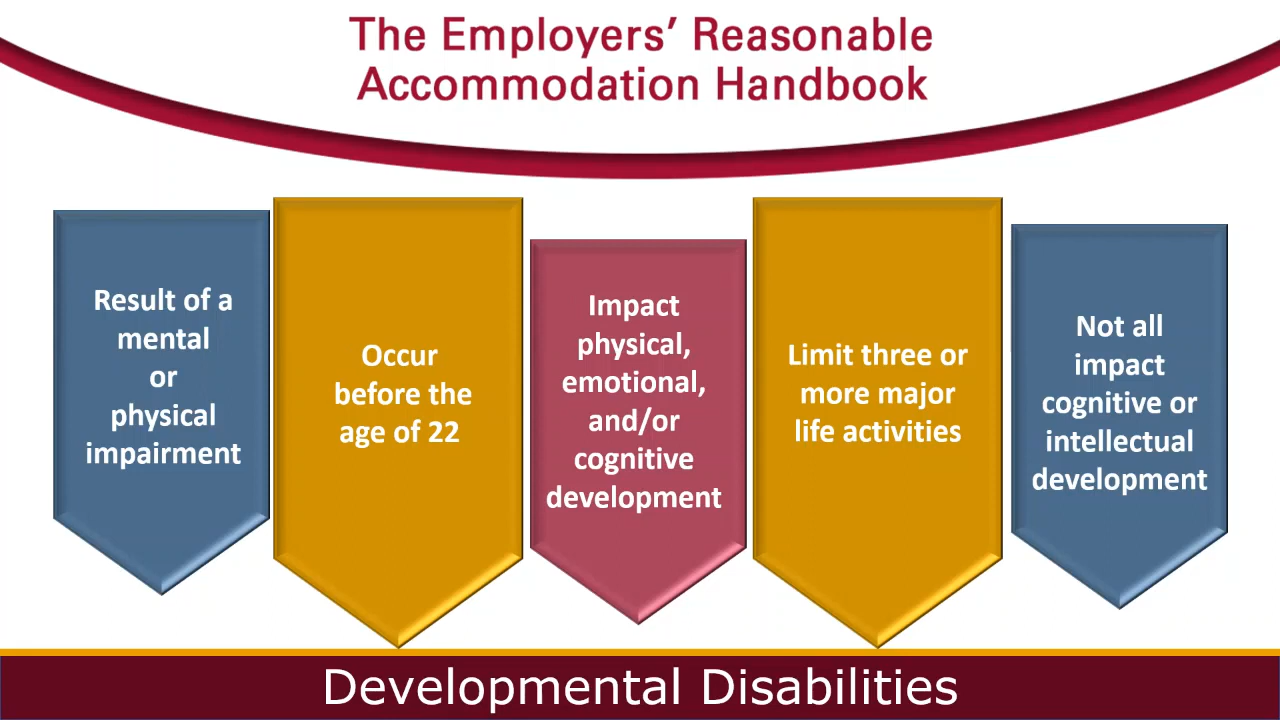 The Employers’ Reasonable
Accommodation Handbook
Result of a
mental
or
physical
impairment
Occur
before the
age of 22
Impact
physical,
emotional,
and/or
cognitive
development
Limit three or
more major
life activities
Not all
impact
cognitive or
intellectual
development
Developmental Disabilities